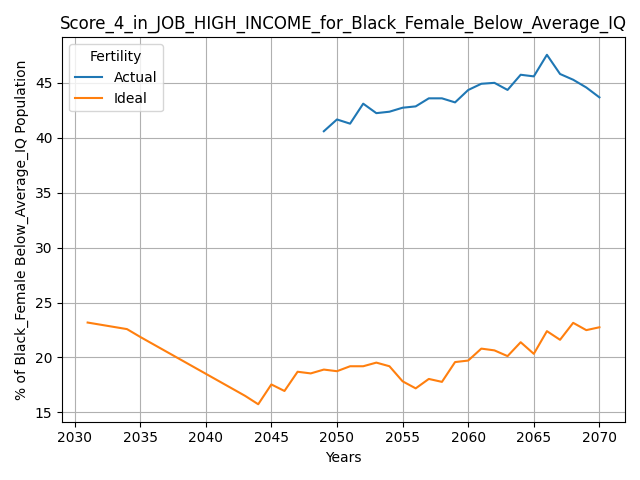 Score_4_in_JOB_HIGH_INCOME_for_Black_Female_Below_Average_IQ
Fertility
Actual
Ideal
% of Black_Female Below_Average_IQ Population
45
40
35
30
25
20
15
2030
2035
2040
2045
2050
2055
2060
2065
2070
Years